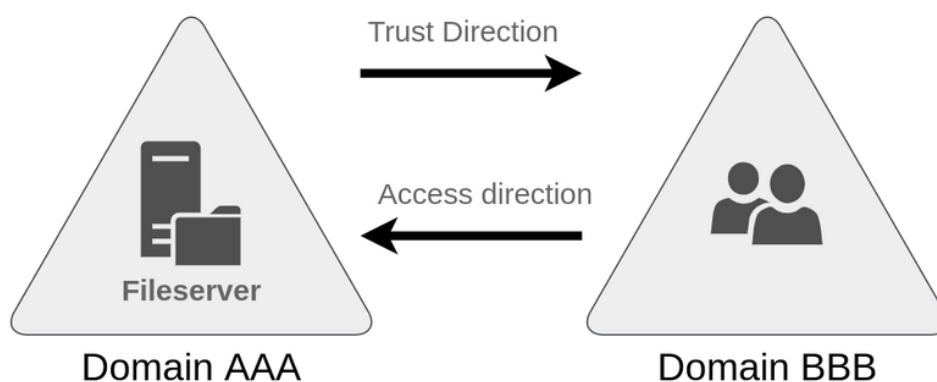 Trust Direction
Access direction
Fileserver
Domain AAA
Domain BBB